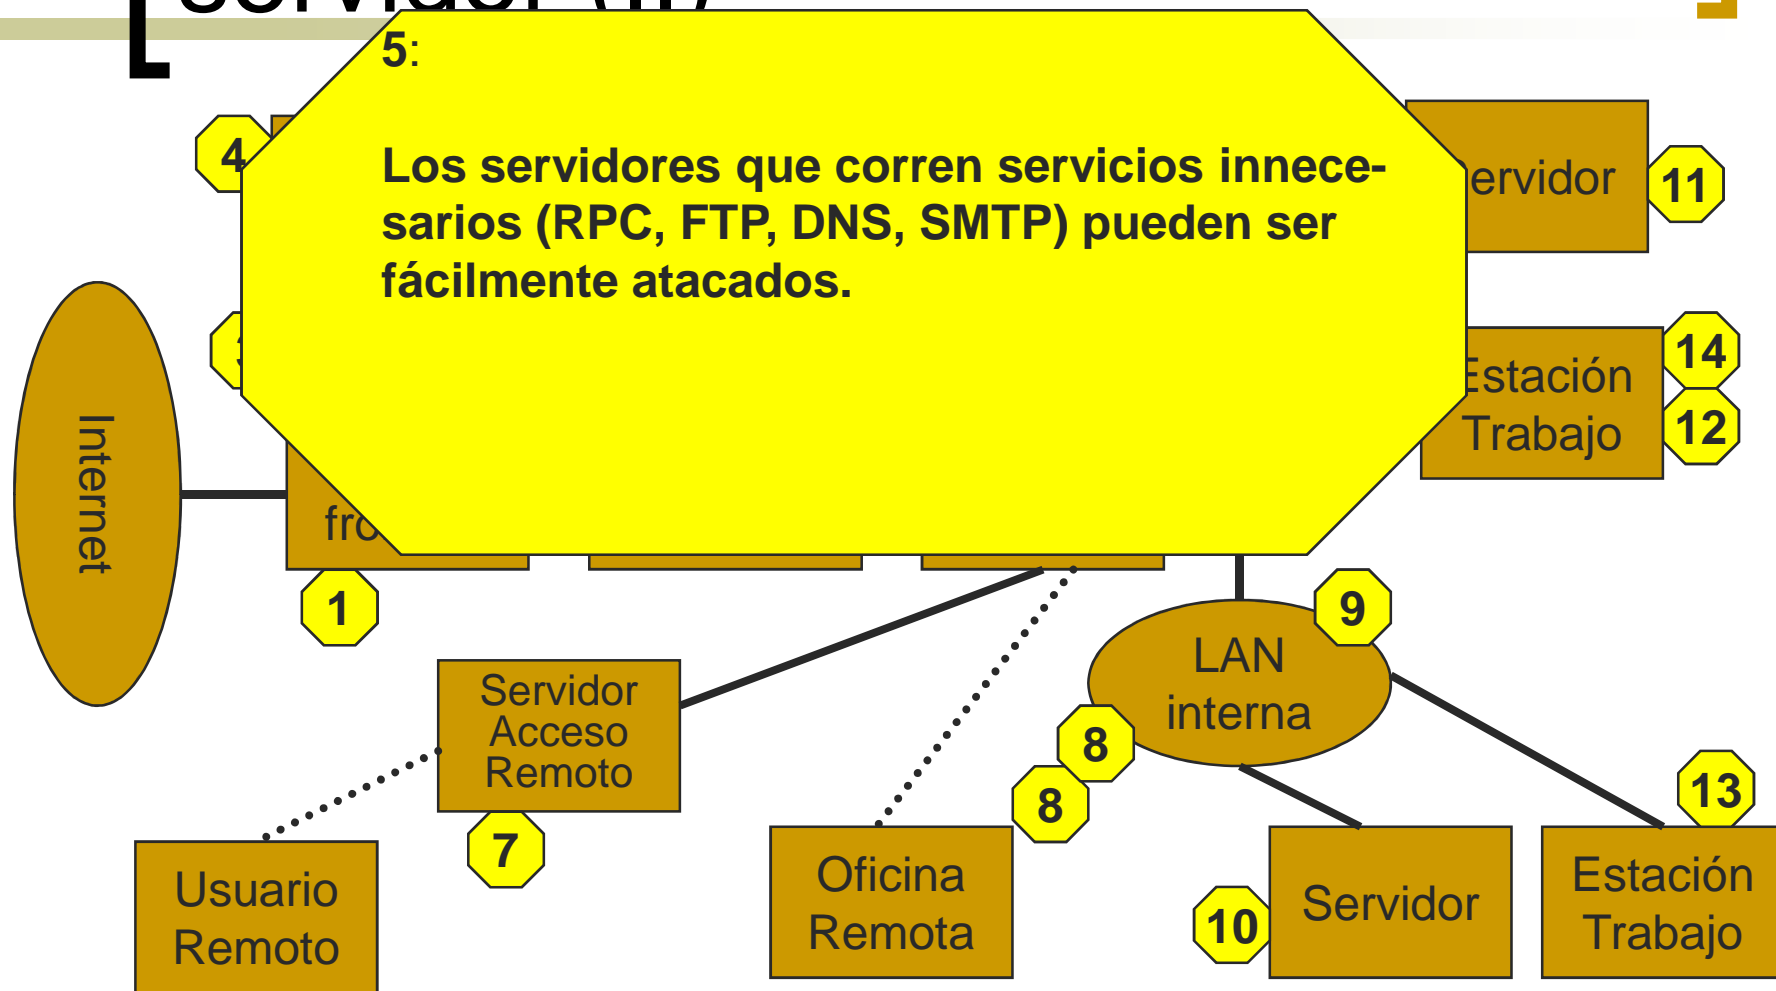 servidor (II)
5:
Los servidores que corren servicios innece-
sarios (RPC, FTP, DNS, SMTP) pueden ser
fácilmente atacados.
4
ervidor
11
Internet
Estación
Trabajo
14
12
1
9
LAN
interna
Servidor
Acceso
Remoto
8
8
7
13
Usuario
Remoto
Oficina
Remota
10
Servidor
Estación
Trabajo